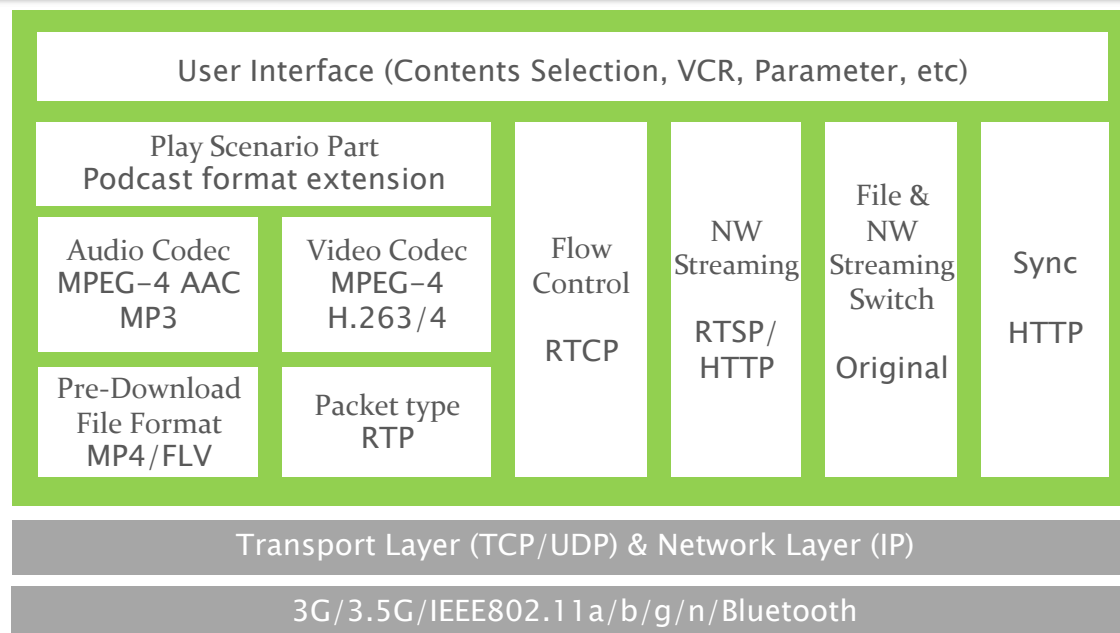 User Interface (Contents Selection, VCR, Parameter, etc)
Play Scenario Part
Podcast format extension
Audio Codec
MPEG-4 AAC
MP3
Video Codec
MPEG-4
H.263/4
Pre-Download
File Format
MP4/FLV
Packet type
RTP
Flow
Control
RTCP
NW
Streaming
RTSP/
HTTP
File &
NW
Streaming
Switch
Original
Sync
HTTP
Transport Layer (TCP/UDP) & Network Layer (IP)
3G/3.5G/IEEE802.11a/b/g/n/Bluetooth